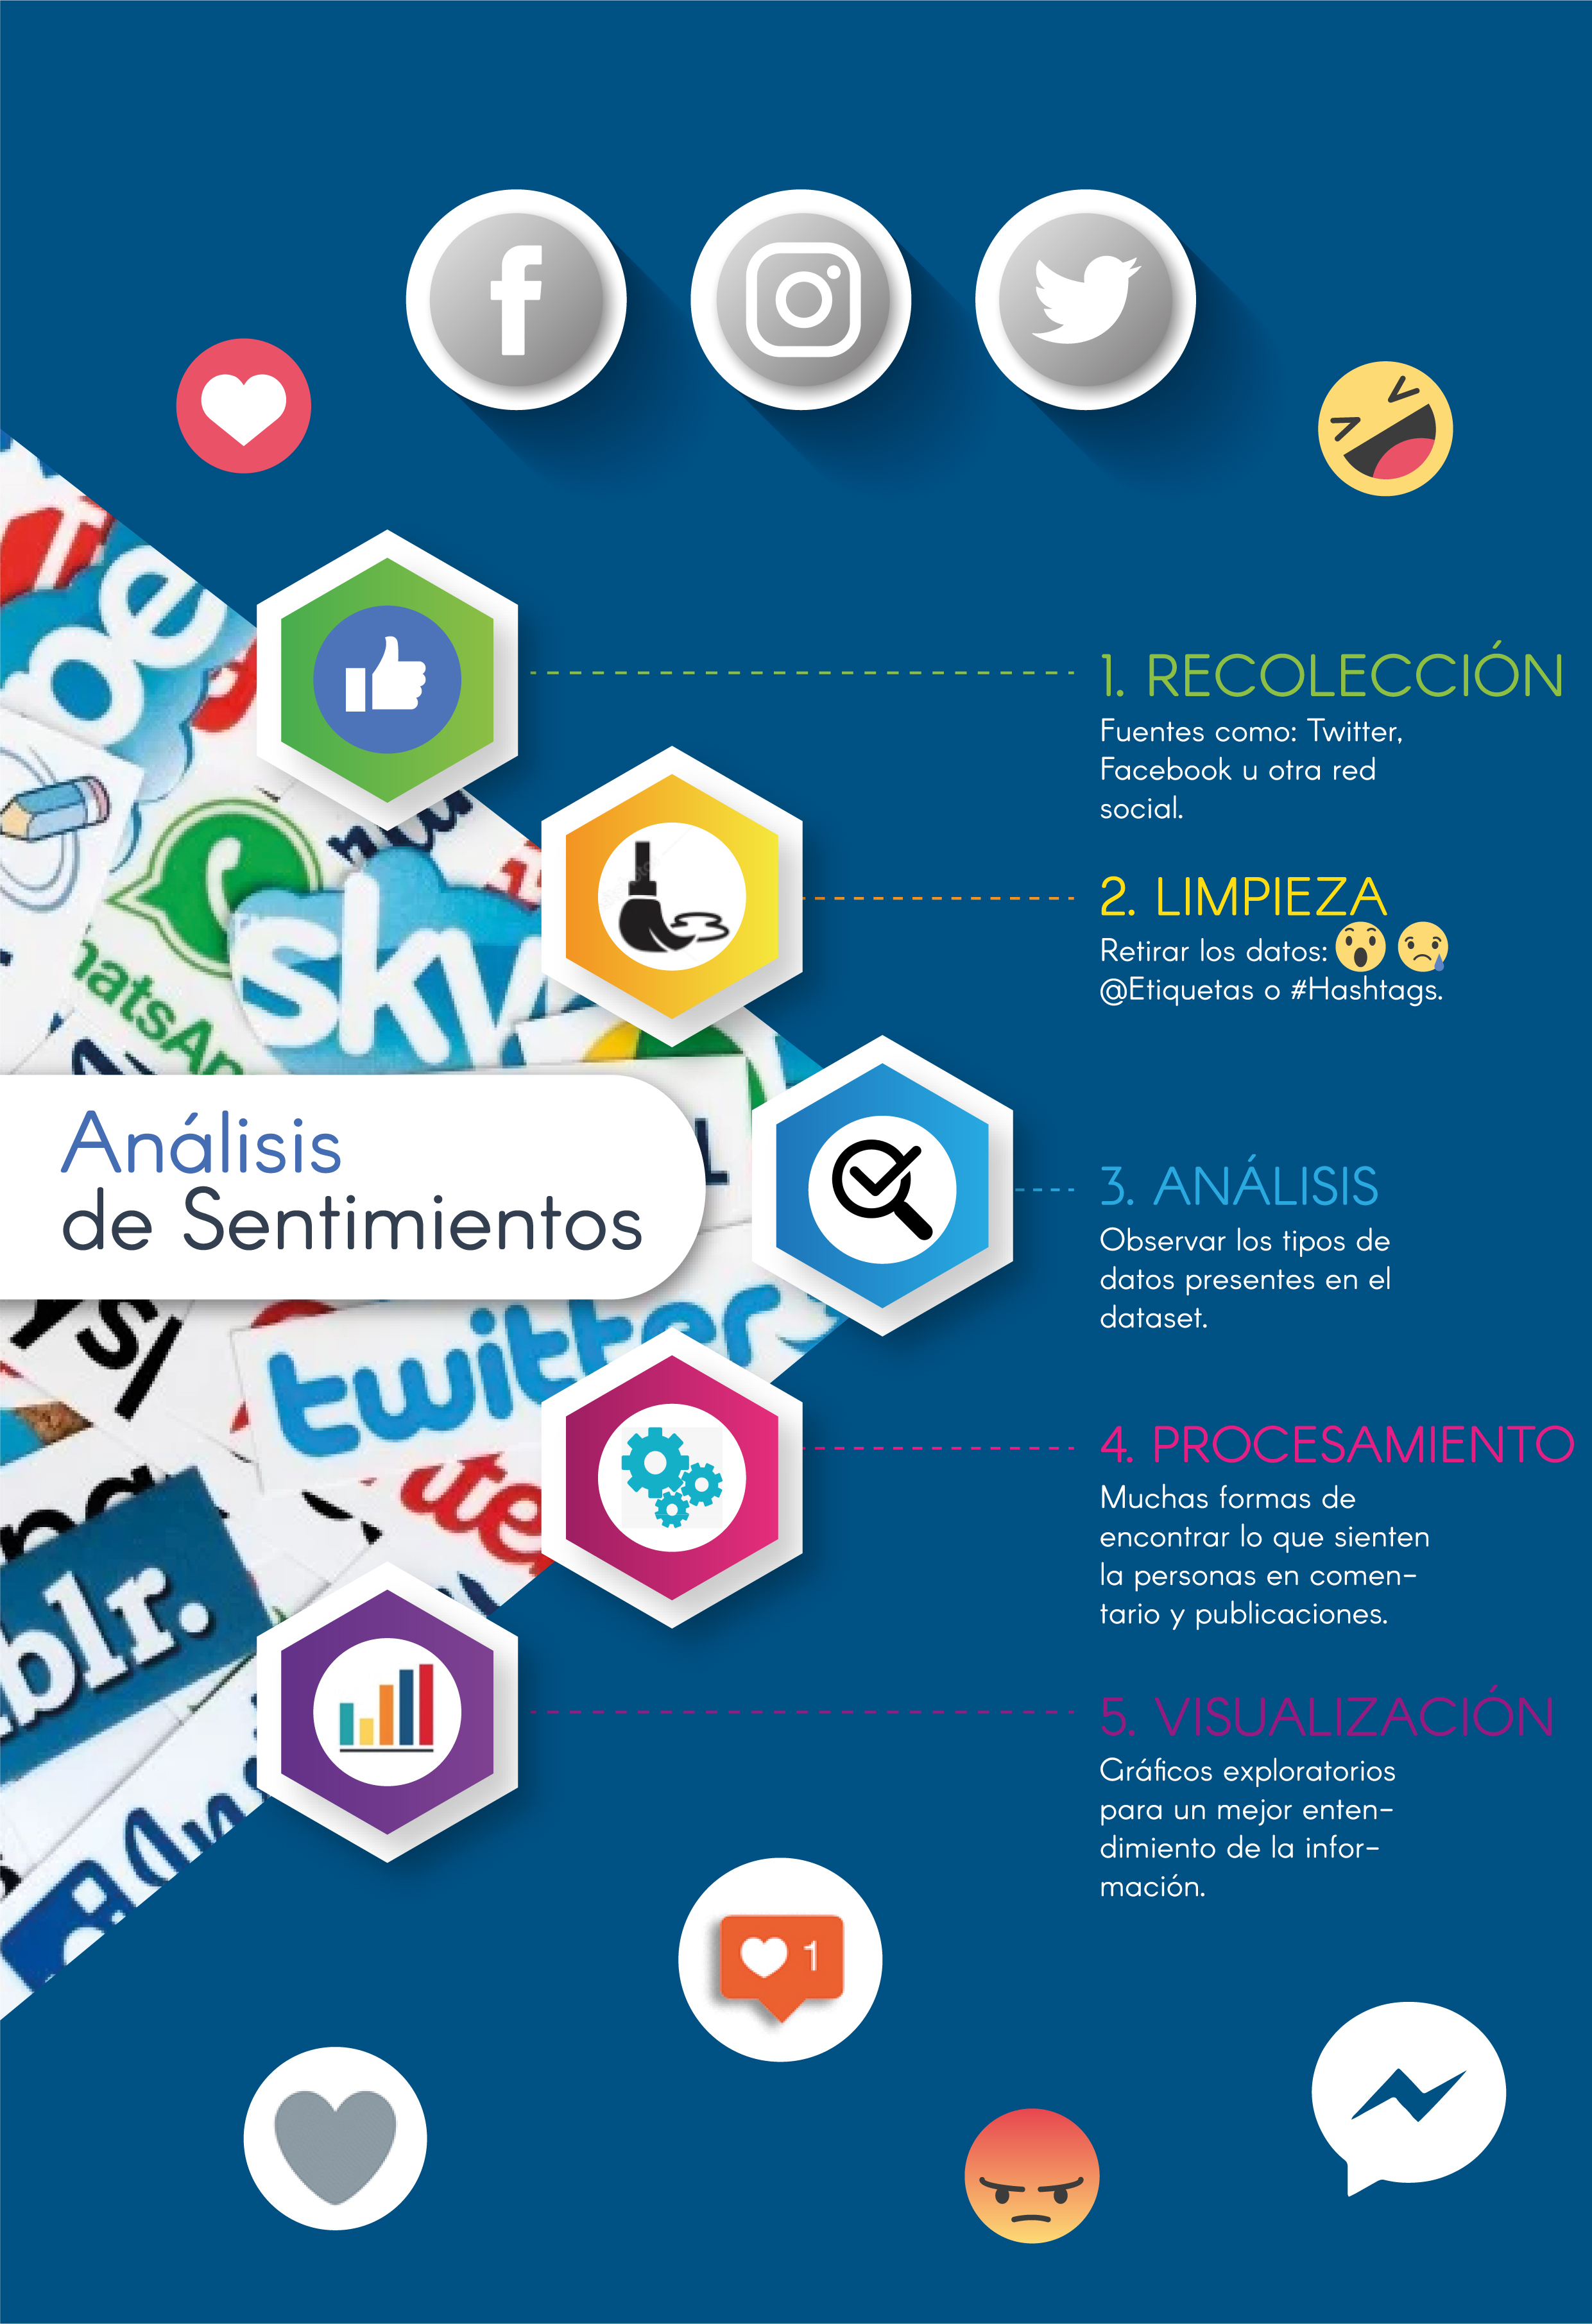 1. RECOLECCIÓN
Fuentes como: Twitter,
Facebook u otra red
social.
2. LIMPIEZA
Retirar los datos:
@Etiquetas o #Hashtags.
Análisis
de Sentimientos
3. ANÁLISIS
Observar los tipos de
datos presentes en el
dataset.
twitter
4. PROCESAMIENTO
Muchas formas de
encontrar lo que sienten
la personas en comen-
tario y publicaciones.
blr.
5. VISUALIZACIÓN
Gráficos exploratorios
para un mejor enten-
dimiento de la infor-
mación.
1